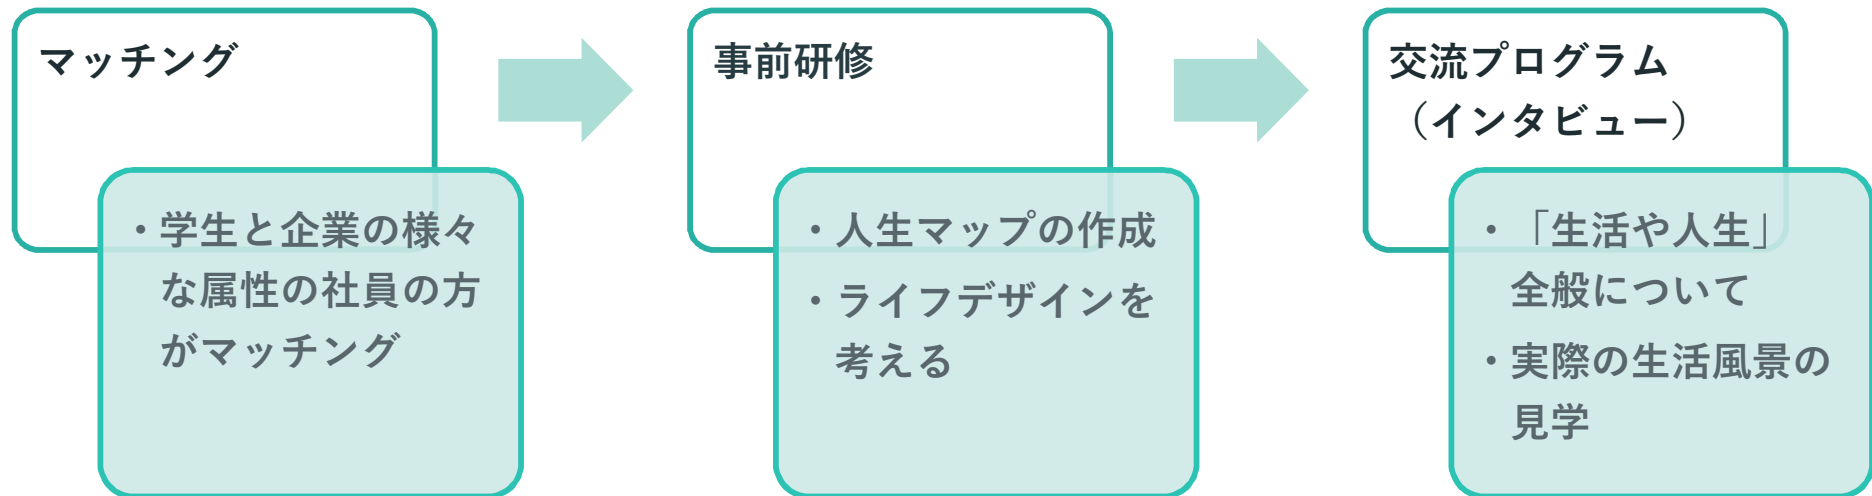 マッチング
・学生と企業の様々
な属性の社員の方
がマッチング
事前研修
・人生マップの作成
・ライフデザインを
考える
交流プログラム
（インタビュー）
・「生活や人生」
全般について
・実際の生活風景の
見学